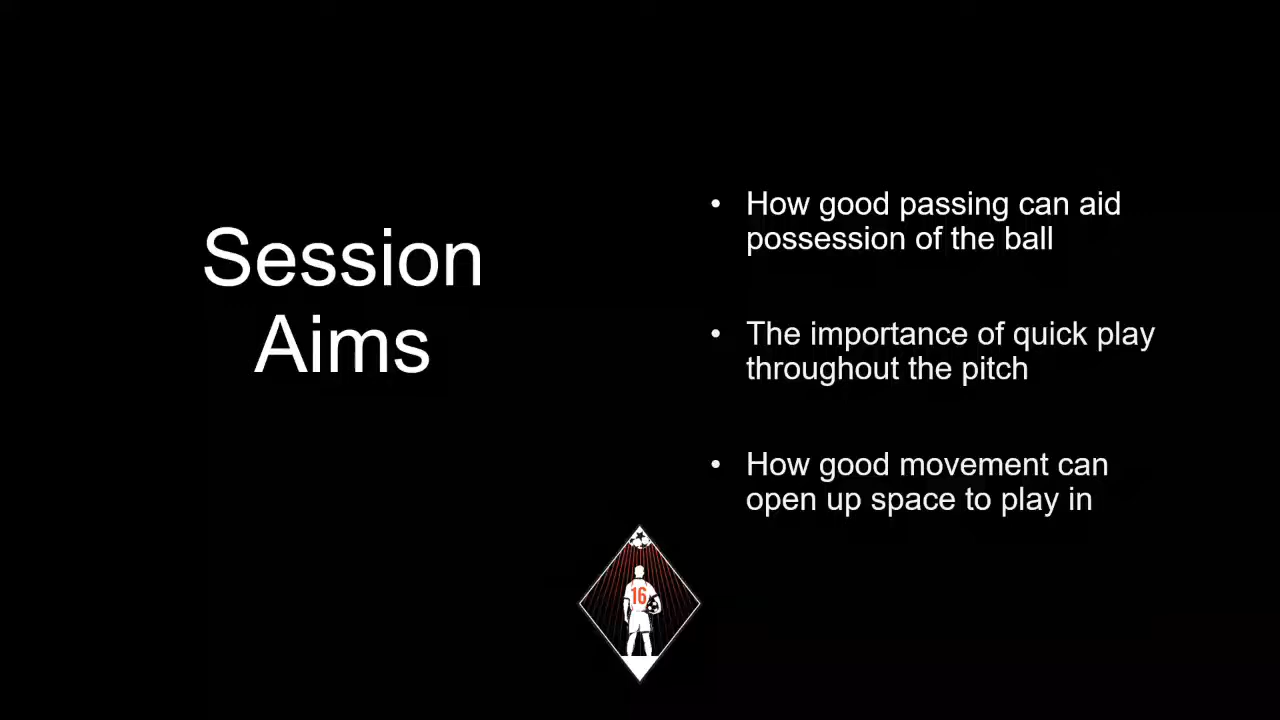 Session
Aims
• How good passing can aid
possession of the ball
• The importance of quick play
throughout the pitch
• How good movement can
open up space to play in
16